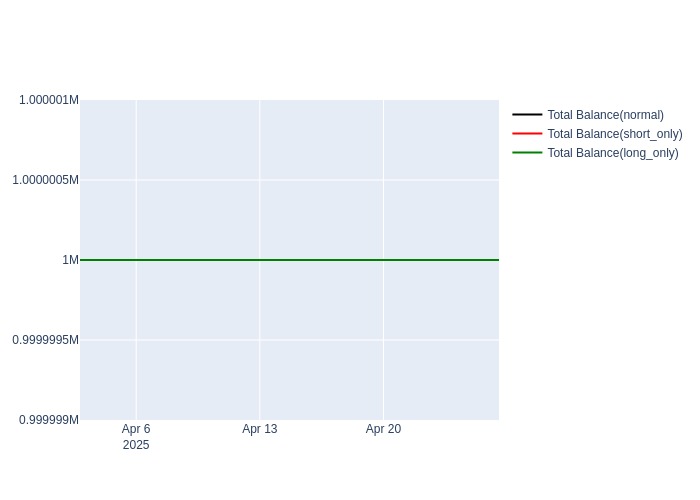 1.000001M
1.0000005M
1M
0.9999995M
0.999999M
Apr 6
2025
Apr 13
Apr 20
Total Balance(normal)
Total Balance(short_only)
Total Balance(long_only)